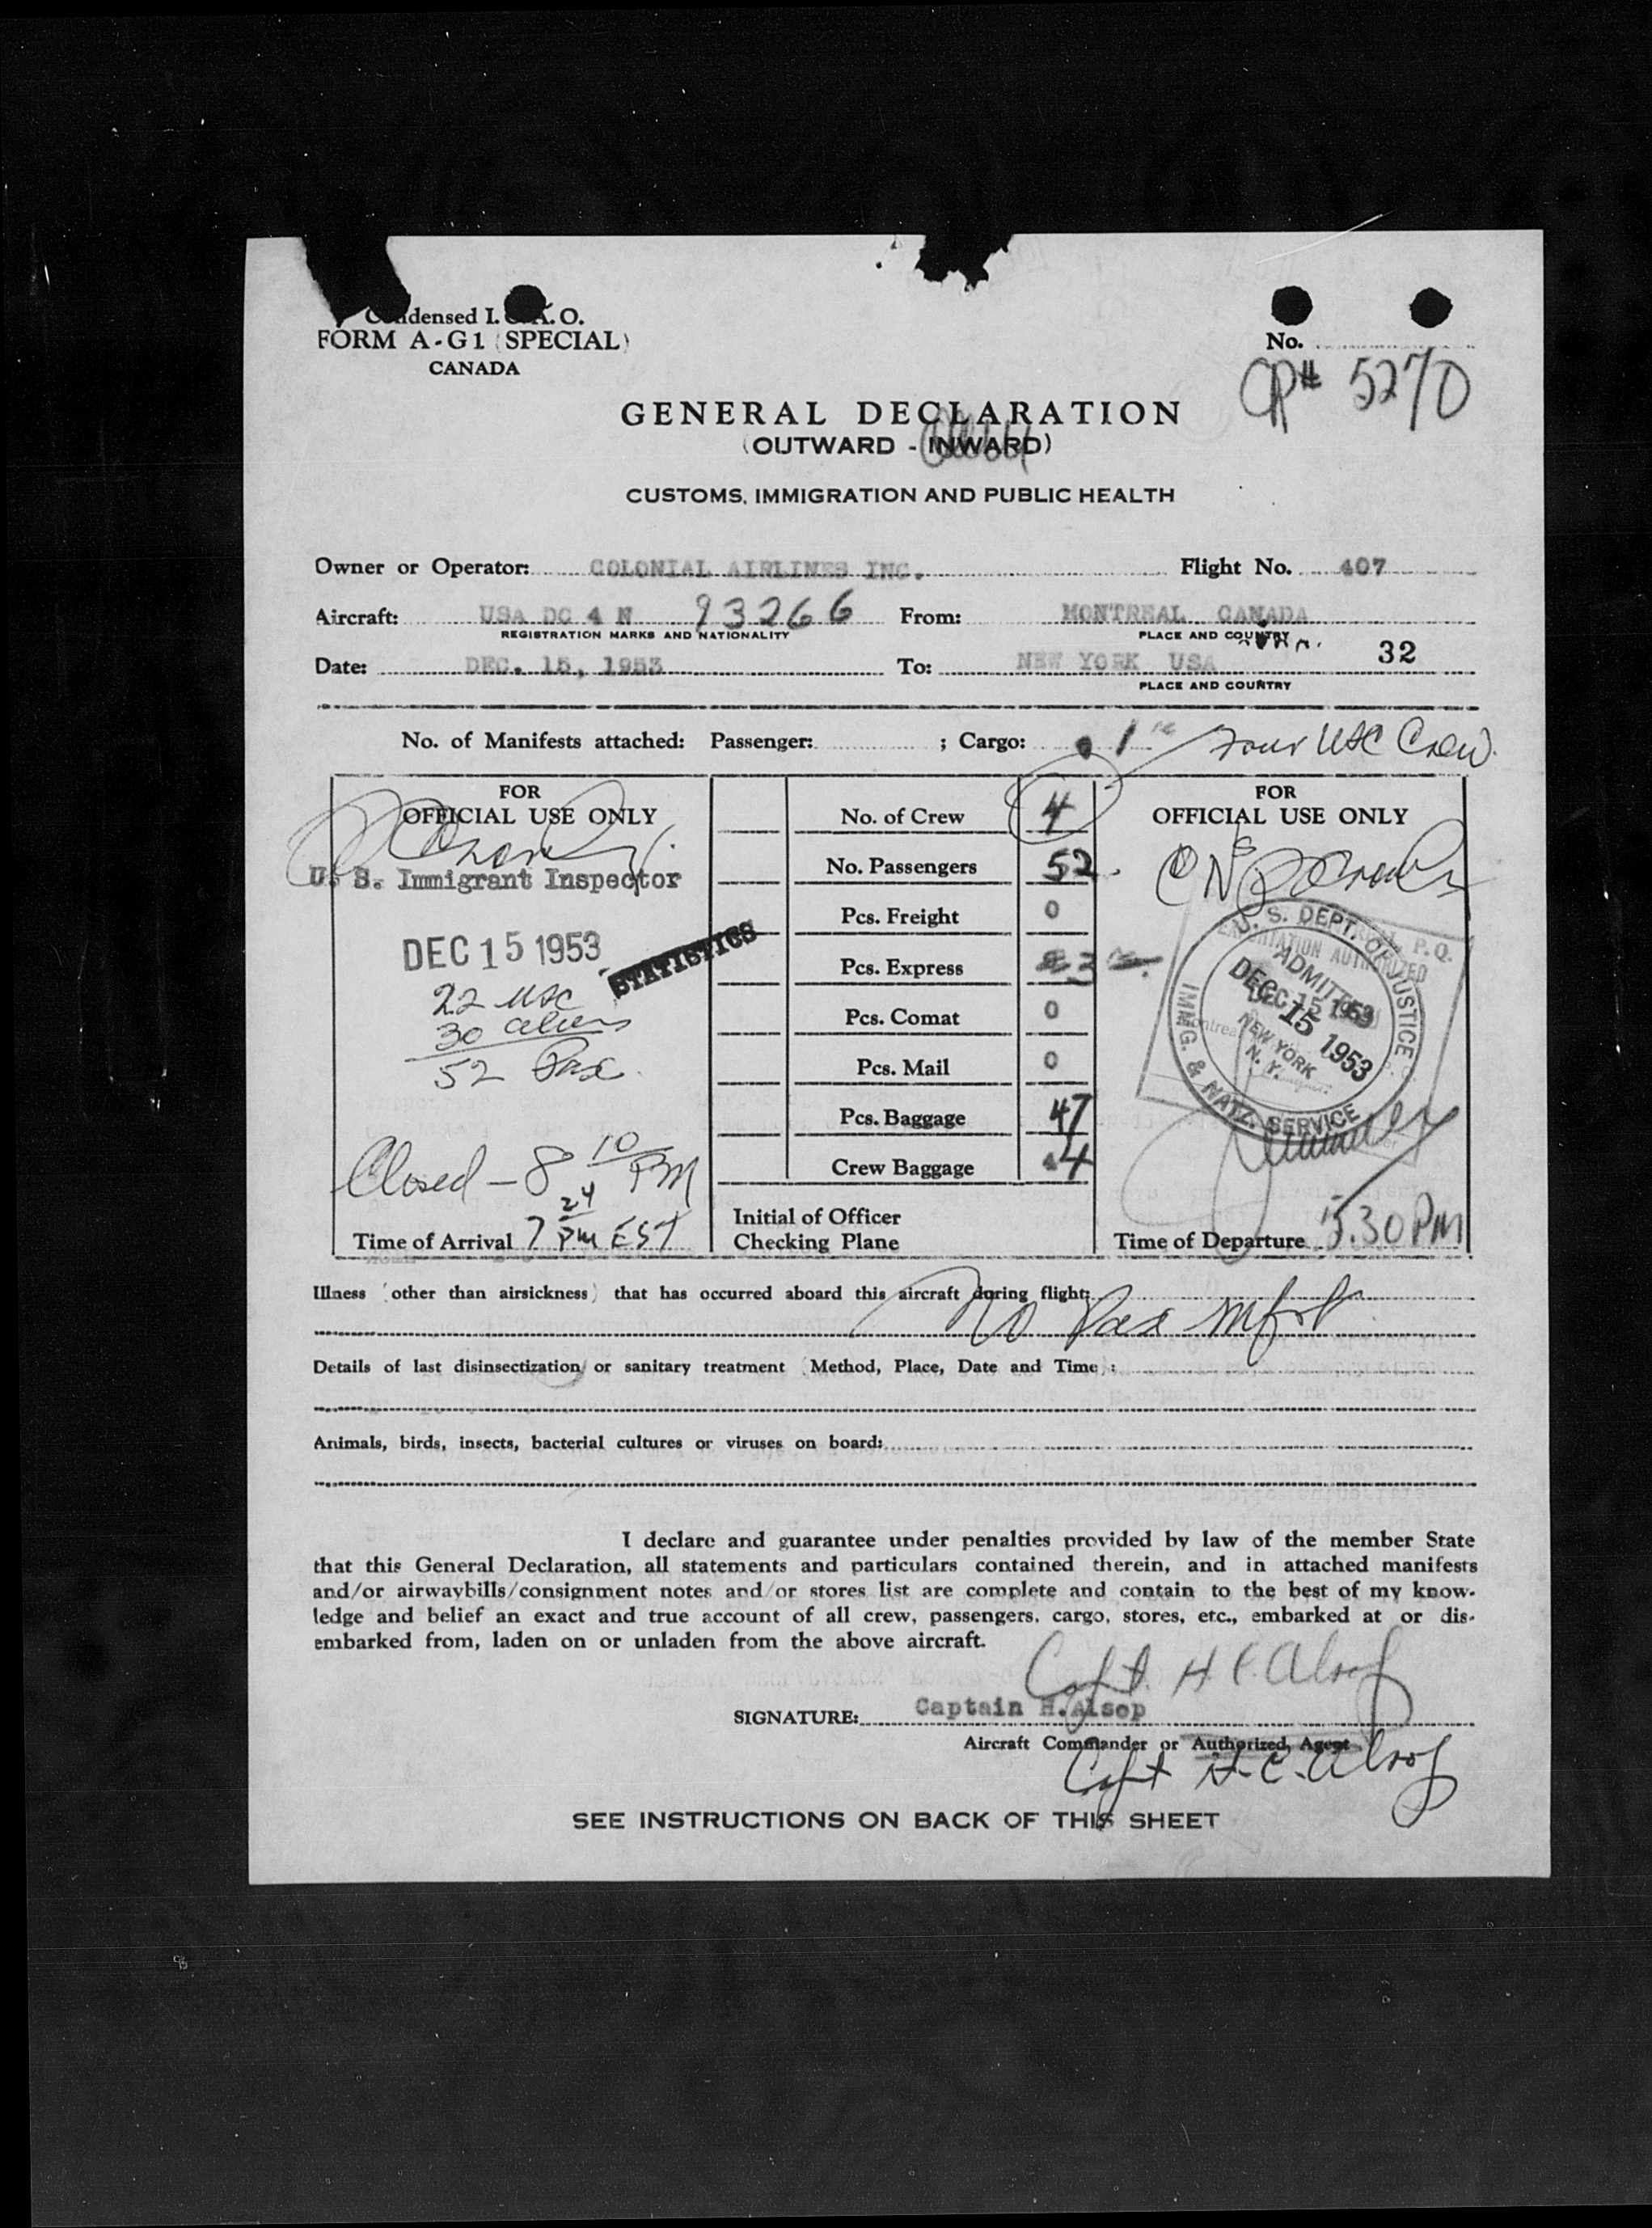 Condensed I.C.A.O.
FORM A-G1 (SPECIAL)
CANADA
No.
GR# 5270
GENERAL DECLARATION
(OUTWARD - INWARD)
CUSTOMS, IMMIGRATION AND PUBLIC HEALTH
Owner or Operator: COLONIAL AIRLINES INC. Flight No. 407
Aircraft: USA DC 4 N 93266 From: MONTREAL CANADA
REGISTRATION MARKS AND NATIONALITY PLACE AND COUNTRY
Date: DEC. 15, 1953 To: NEW YORK USA 32
PLACE AND COUNTRY
No. of Manifests attached: Passenger: ; Cargo: 1 Four USC Crew.
FOR
OFFICIAL USE ONLY
U. S. Immigrant Inspector
DEC 15 1953
STATISTICS
22 USC
30 aliens
52 Pax.
Closed - 8 10 PM
Time of Arrival 7 24 PM EST
No. of Crew 4
No. Passengers 52
Pcs. Freight 0
Pcs. Express 3
Pcs. Comat 0
Pcs. Mail 0
Pcs. Baggage 47
Crew Baggage 4
Initial of Officer
Checking Plane
FOR
OFFICIAL USE ONLY
U. S. DEPT. OF JUSTICE
ADMITTED
DEC 15 1953
NEW YORK
N. Y.
IMMG. & NATZ. SERVICE
Time of Departure 5.30 PM
Illness (other than airsickness) that has occurred aboard this aircraft during flight:
No Pax Mfst
Details of last disinsectization or sanitary treatment (Method, Place, Date and Time):
Animals, birds, insects, bacterial cultures or viruses on board:
I declare and guarantee under penalties provided by law of the member State
that this General Declaration, all statements and particulars contained therein, and in attached manifests
and/or airwaybills/consignment notes and/or stores list are complete and contain to the best of my know-
ledge and belief an exact and true account of all crew, passengers, cargo, stores, etc., embarked at or dis-
embarked from, laden on or unladen from the above aircraft.
Capt. H C Alsop
SIGNATURE: Captain H.Alsop
Aircraft Commander or Authorized Agent
Capt H.C. Alsop
SEE INSTRUCTIONS ON BACK OF THIS SHEET